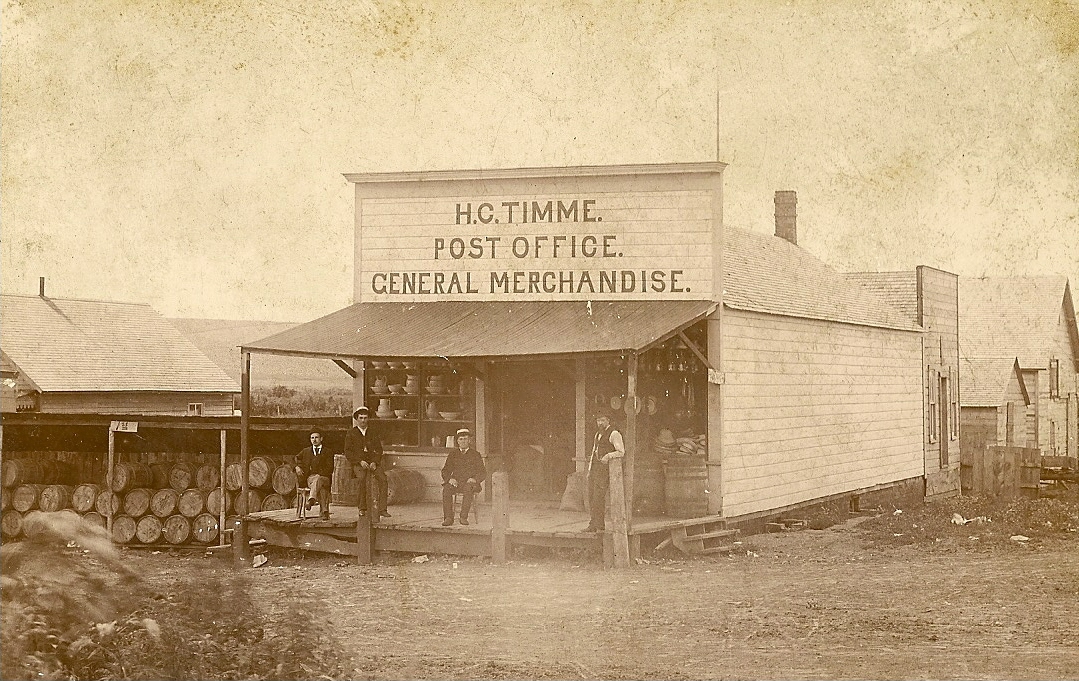 H.C. TIMME.
POST OFFICE.
GENERAL MERCHANDISE.